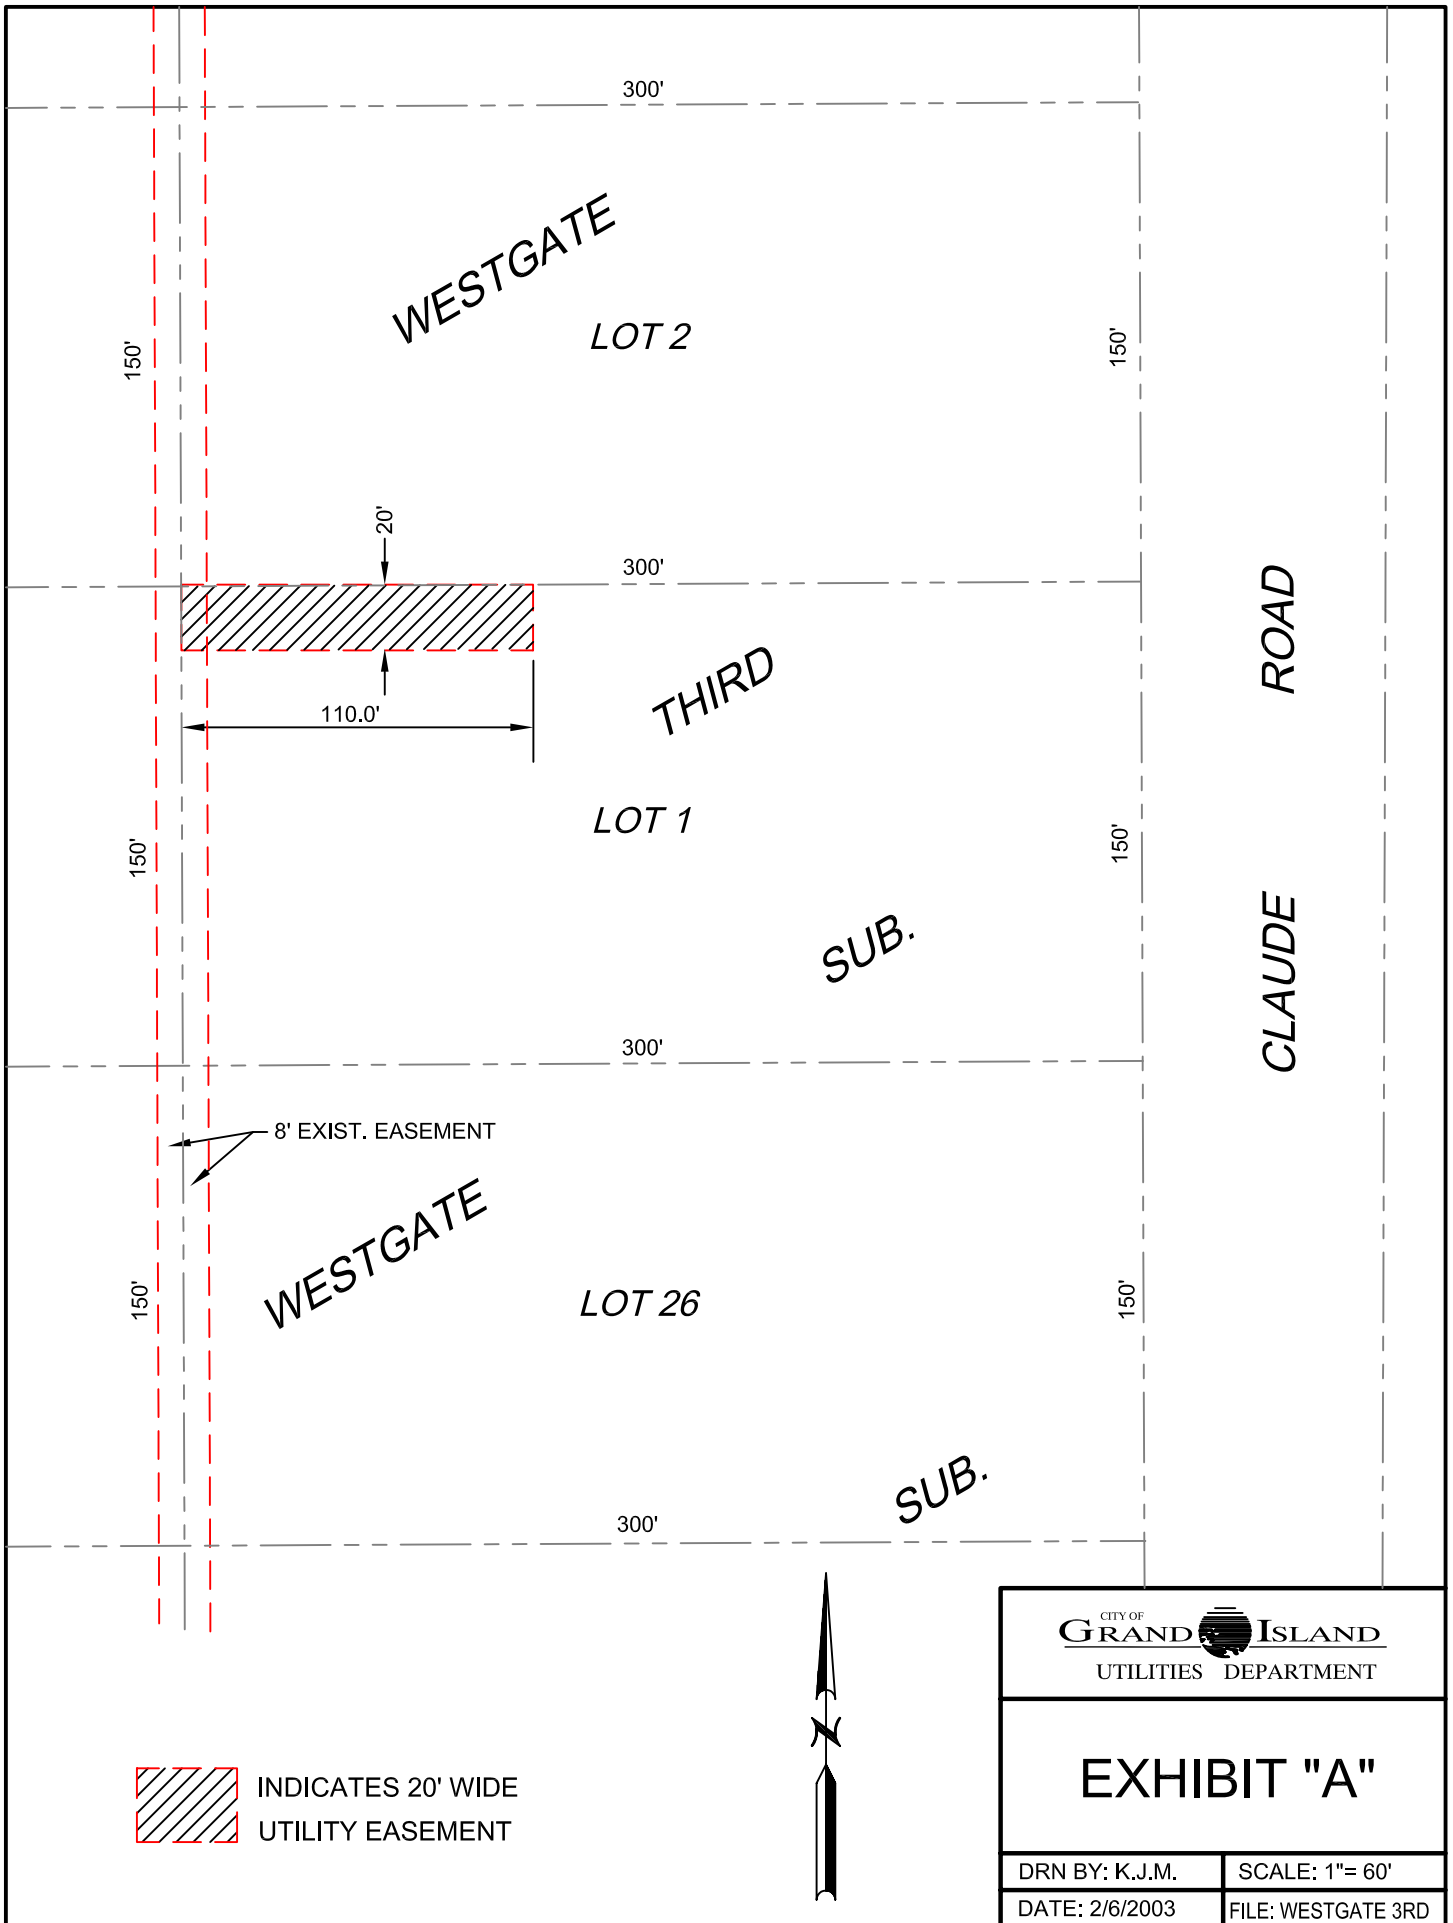 300'
WESTGATE
LOT 2
150'
150'
20'
300'
ROAD
THIRD
110.0'
LOT 1
150'
150'
SUB.
CLAUDE
300'
8' EXIST. EASEMENT
WESTGATE
LOT 26
150'
150'
SUB.
300'
N
CITY OF
GRAND ISLAND
UTILITIES DEPARTMENT
EXHIBIT "A"
INDICATES 20' WIDE
UTILITY EASEMENT
DRN BY: K.J.M.
SCALE: 1"= 60'
DATE: 2/6/2003
FILE: WESTGATE 3RD